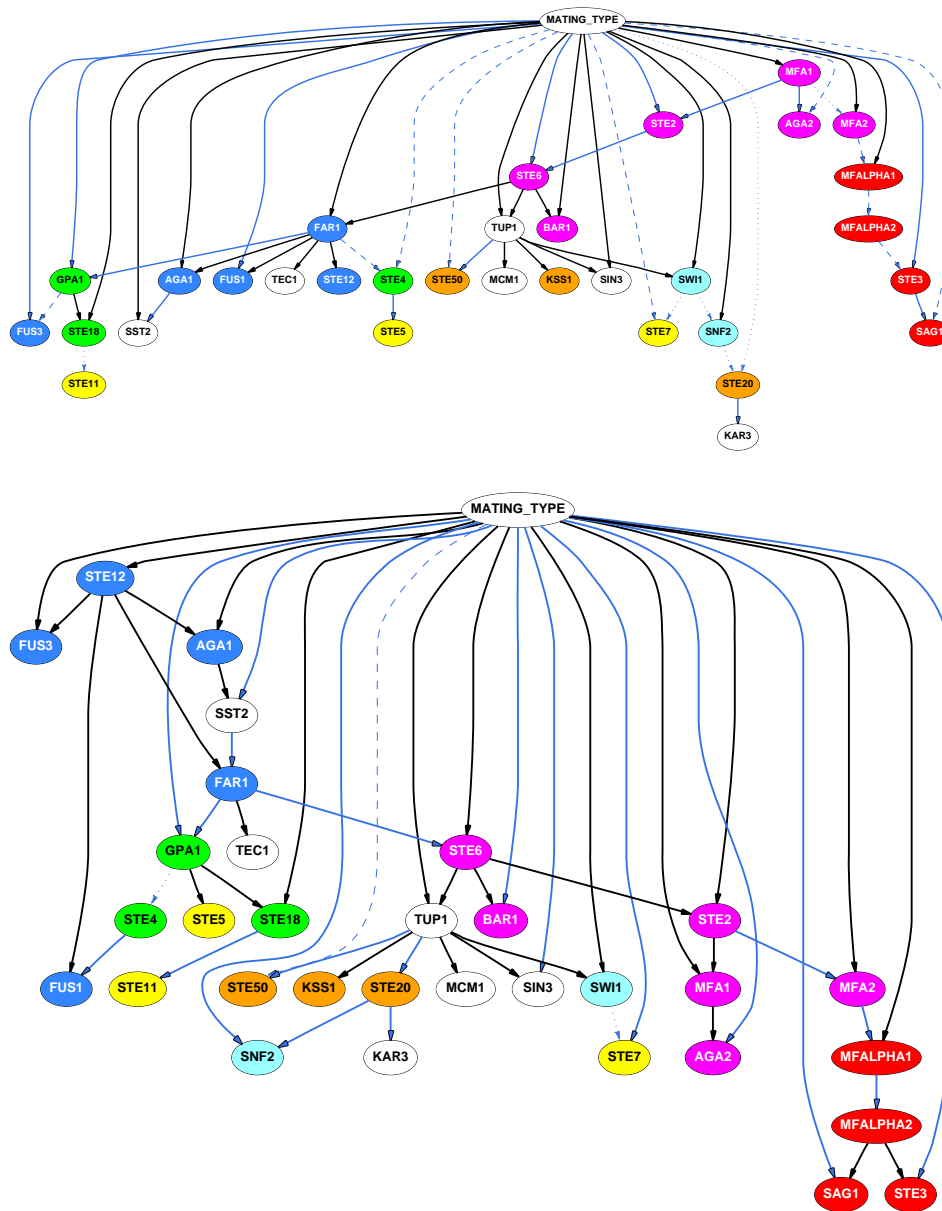 MATING_TYPE
MFA1
STE2 AGA2 MFA2
STE6 MFALPHA1
FAR1 TUP1 BAR1 MFALPHA2
GPA1 AGA1 FUS1 TEC1 STE12 STE4 STE50 MCM1 KSS1 SIN3 SWI1 STE3
FUS3 STE18 SST2 STE5 STE7 SNF2 SAG1
STE11 STE20
KAR3
MATING_TYPE
STE12
FUS3 AGA1
SST2
FAR1
GPA1 TEC1 STE6
STE4 STE5 STE18 TUP1 BAR1 STE2
FUS1 STE11 STE50 KSS1 STE20 MCM1 SIN3 SWI1 MFA1 MFA2
SNF2 KAR3 STE7 AGA2 MFALPHA1
MFALPHA2
SAG1 STE3